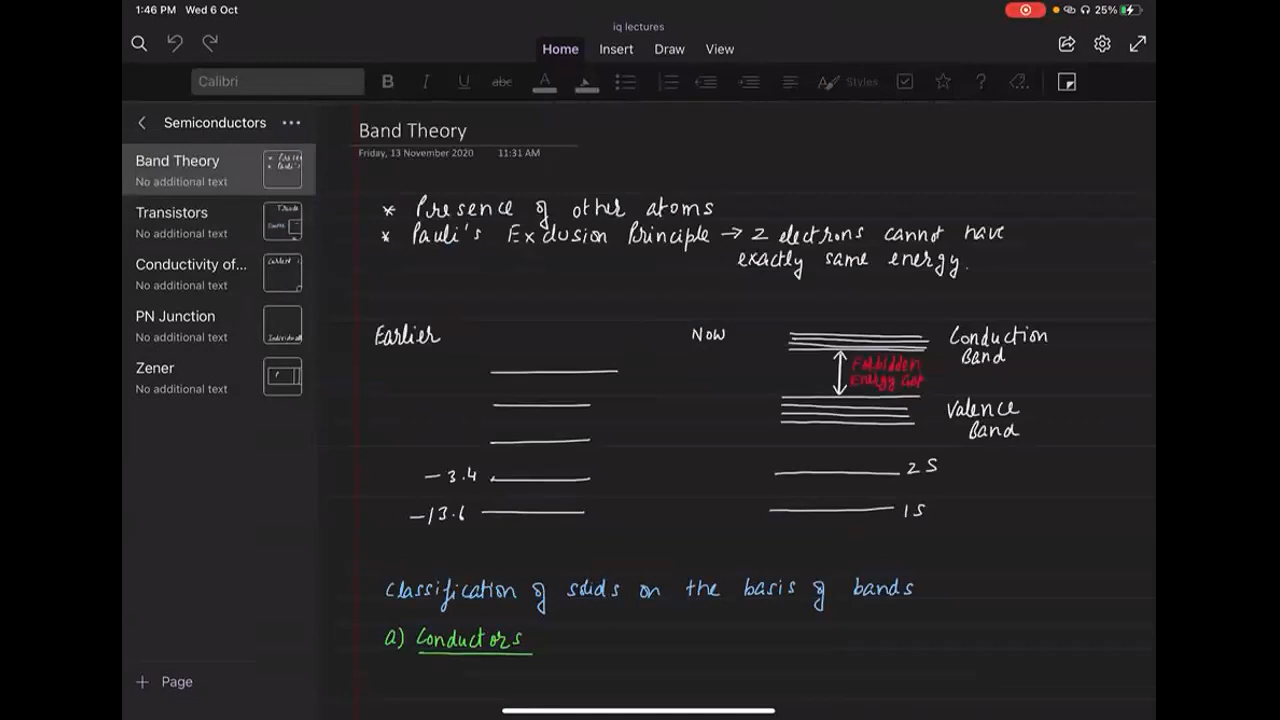 1:46 PM Wed 6 Oct
25%
iq lectures
Home Insert Draw View
Calibri
B I U abc A Styles ?
Semiconductors
Band Theory
No additional text
Transistors
No additional text
Conductivity of...
No additional text
PN Junction
No additional text
Zener
No additional text
+ Page
Band Theory
Friday, 13 November 2020 11:31 AM
* Presence of other atoms
* Pauli's Exclusion Principle → 2 electrons cannot have
exactly same energy.
Earlier
Now
Conduction
Band
Forbidden
Energy Gap
Valence
Band
-3.4
2S
-13.6
1S
Classification of solids on the basis of bands
a) Conductors